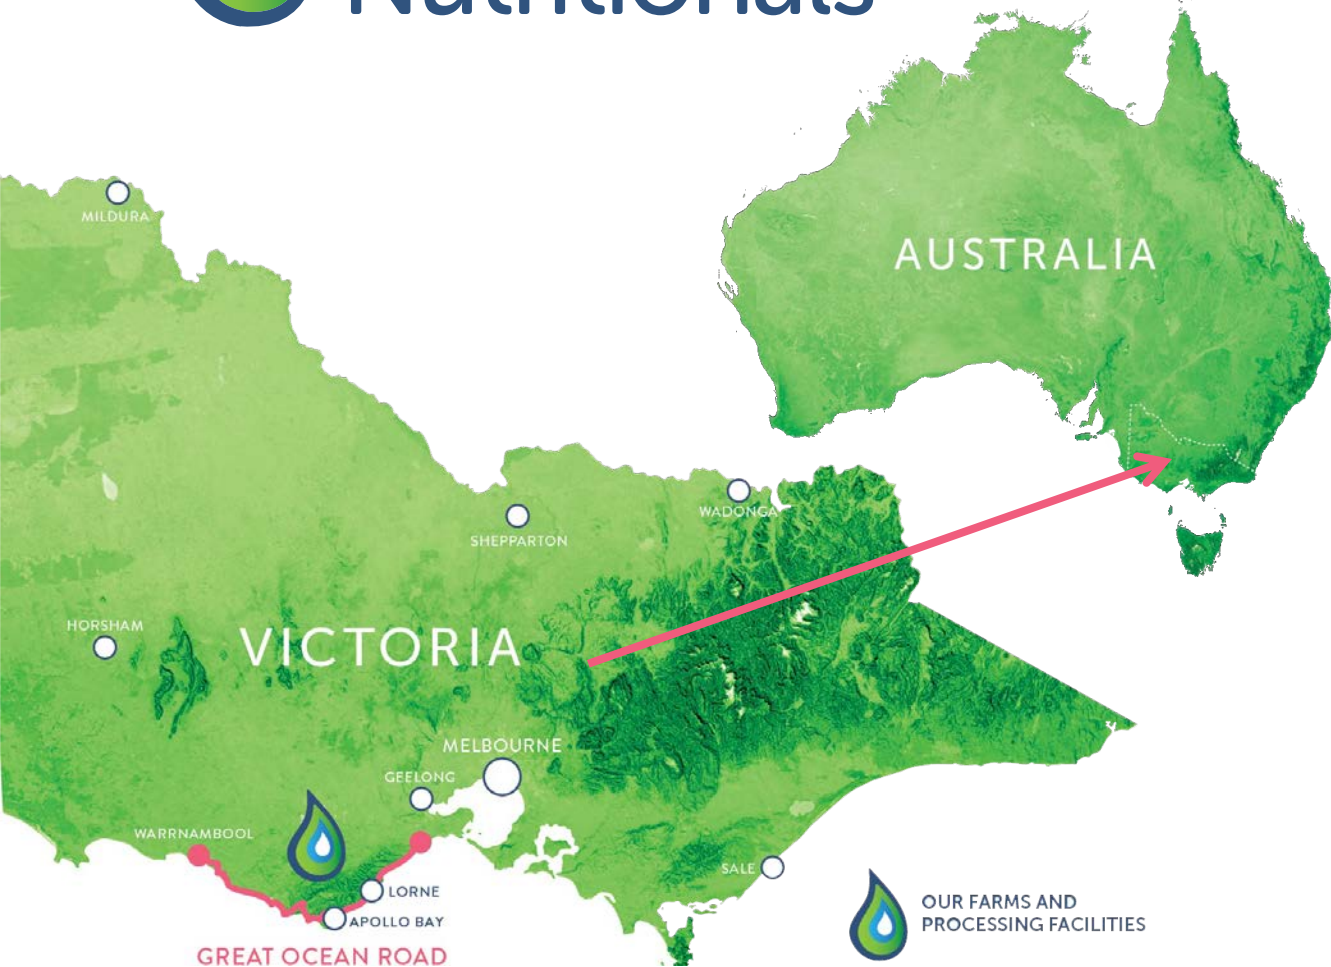 Nutritionals
AUSTRALIA
MILDURA
WADONGA
SHEPPARTON
HORSHAM
VICTORIA
MELBOURNE
GEELONG
WARRNAMBOOL
SALE
LORNE
APOLLO BAY
GREAT OCEAN ROAD
OUR FARMS AND
PROCESSING FACILITIES